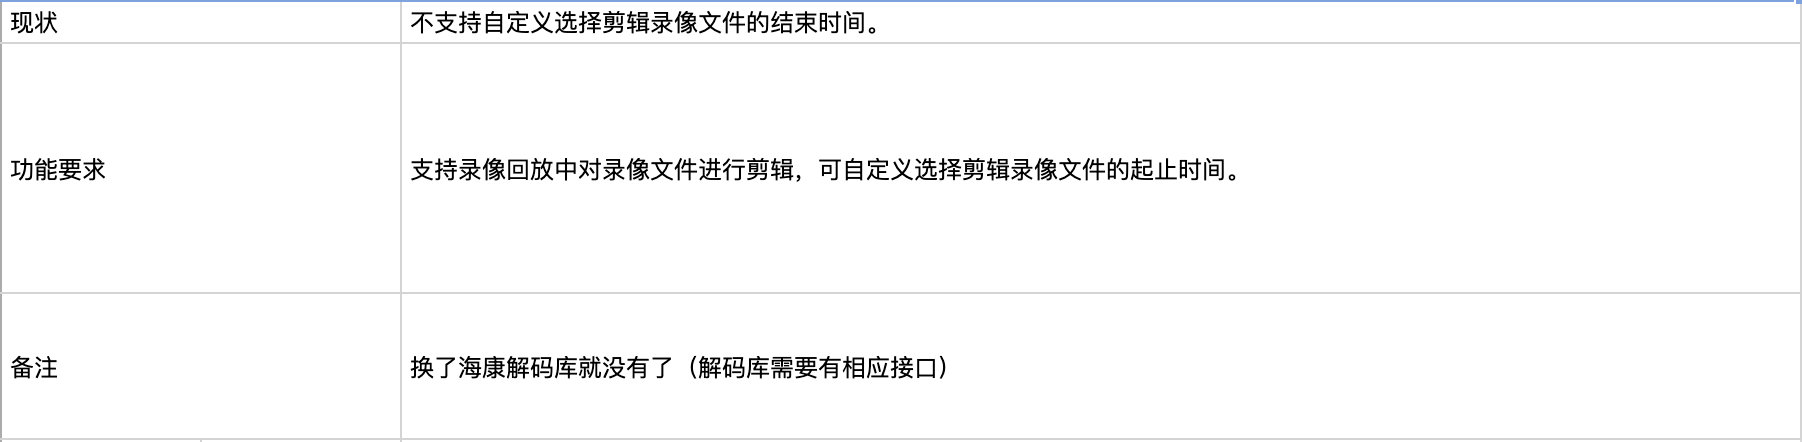 现状
不支持自定义选择剪辑录像文件的结束时间。
功能要求
支持录像回放中对录像文件进行剪辑，可自定义选择剪辑录像文件的起止时间。
备注
换了海康解码库就没有了（解码库需要有相应接口）